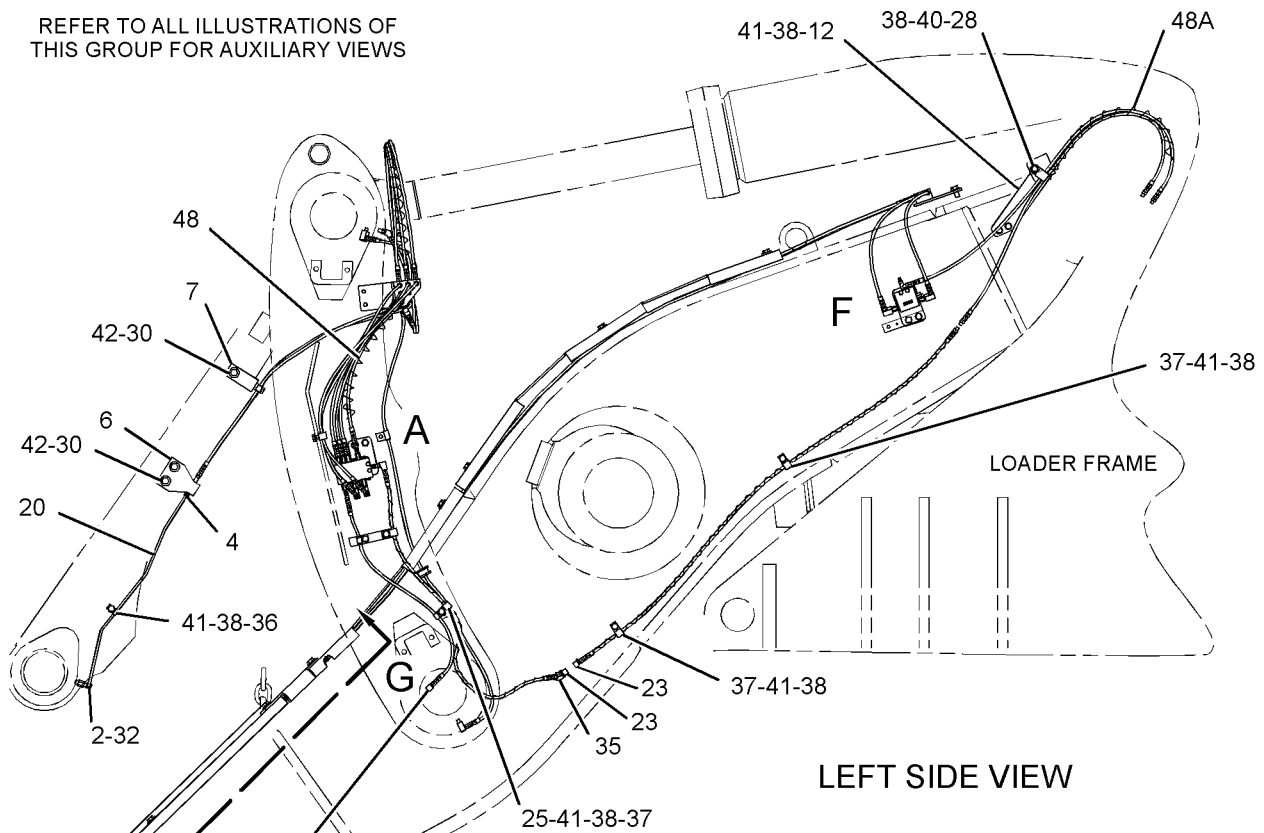 REFER TO ALL ILLUSTRATIONS OF
THIS GROUP FOR AUXILIARY VIEWS
41-38-12
38-40-28
48A
48
7
42-30
F
37-41-38
6
A
42-30
LOADER FRAME
20
4
41-38-36
G
37-41-38
23
23
2-32
35
LEFT SIDE VIEW
25-41-38-37